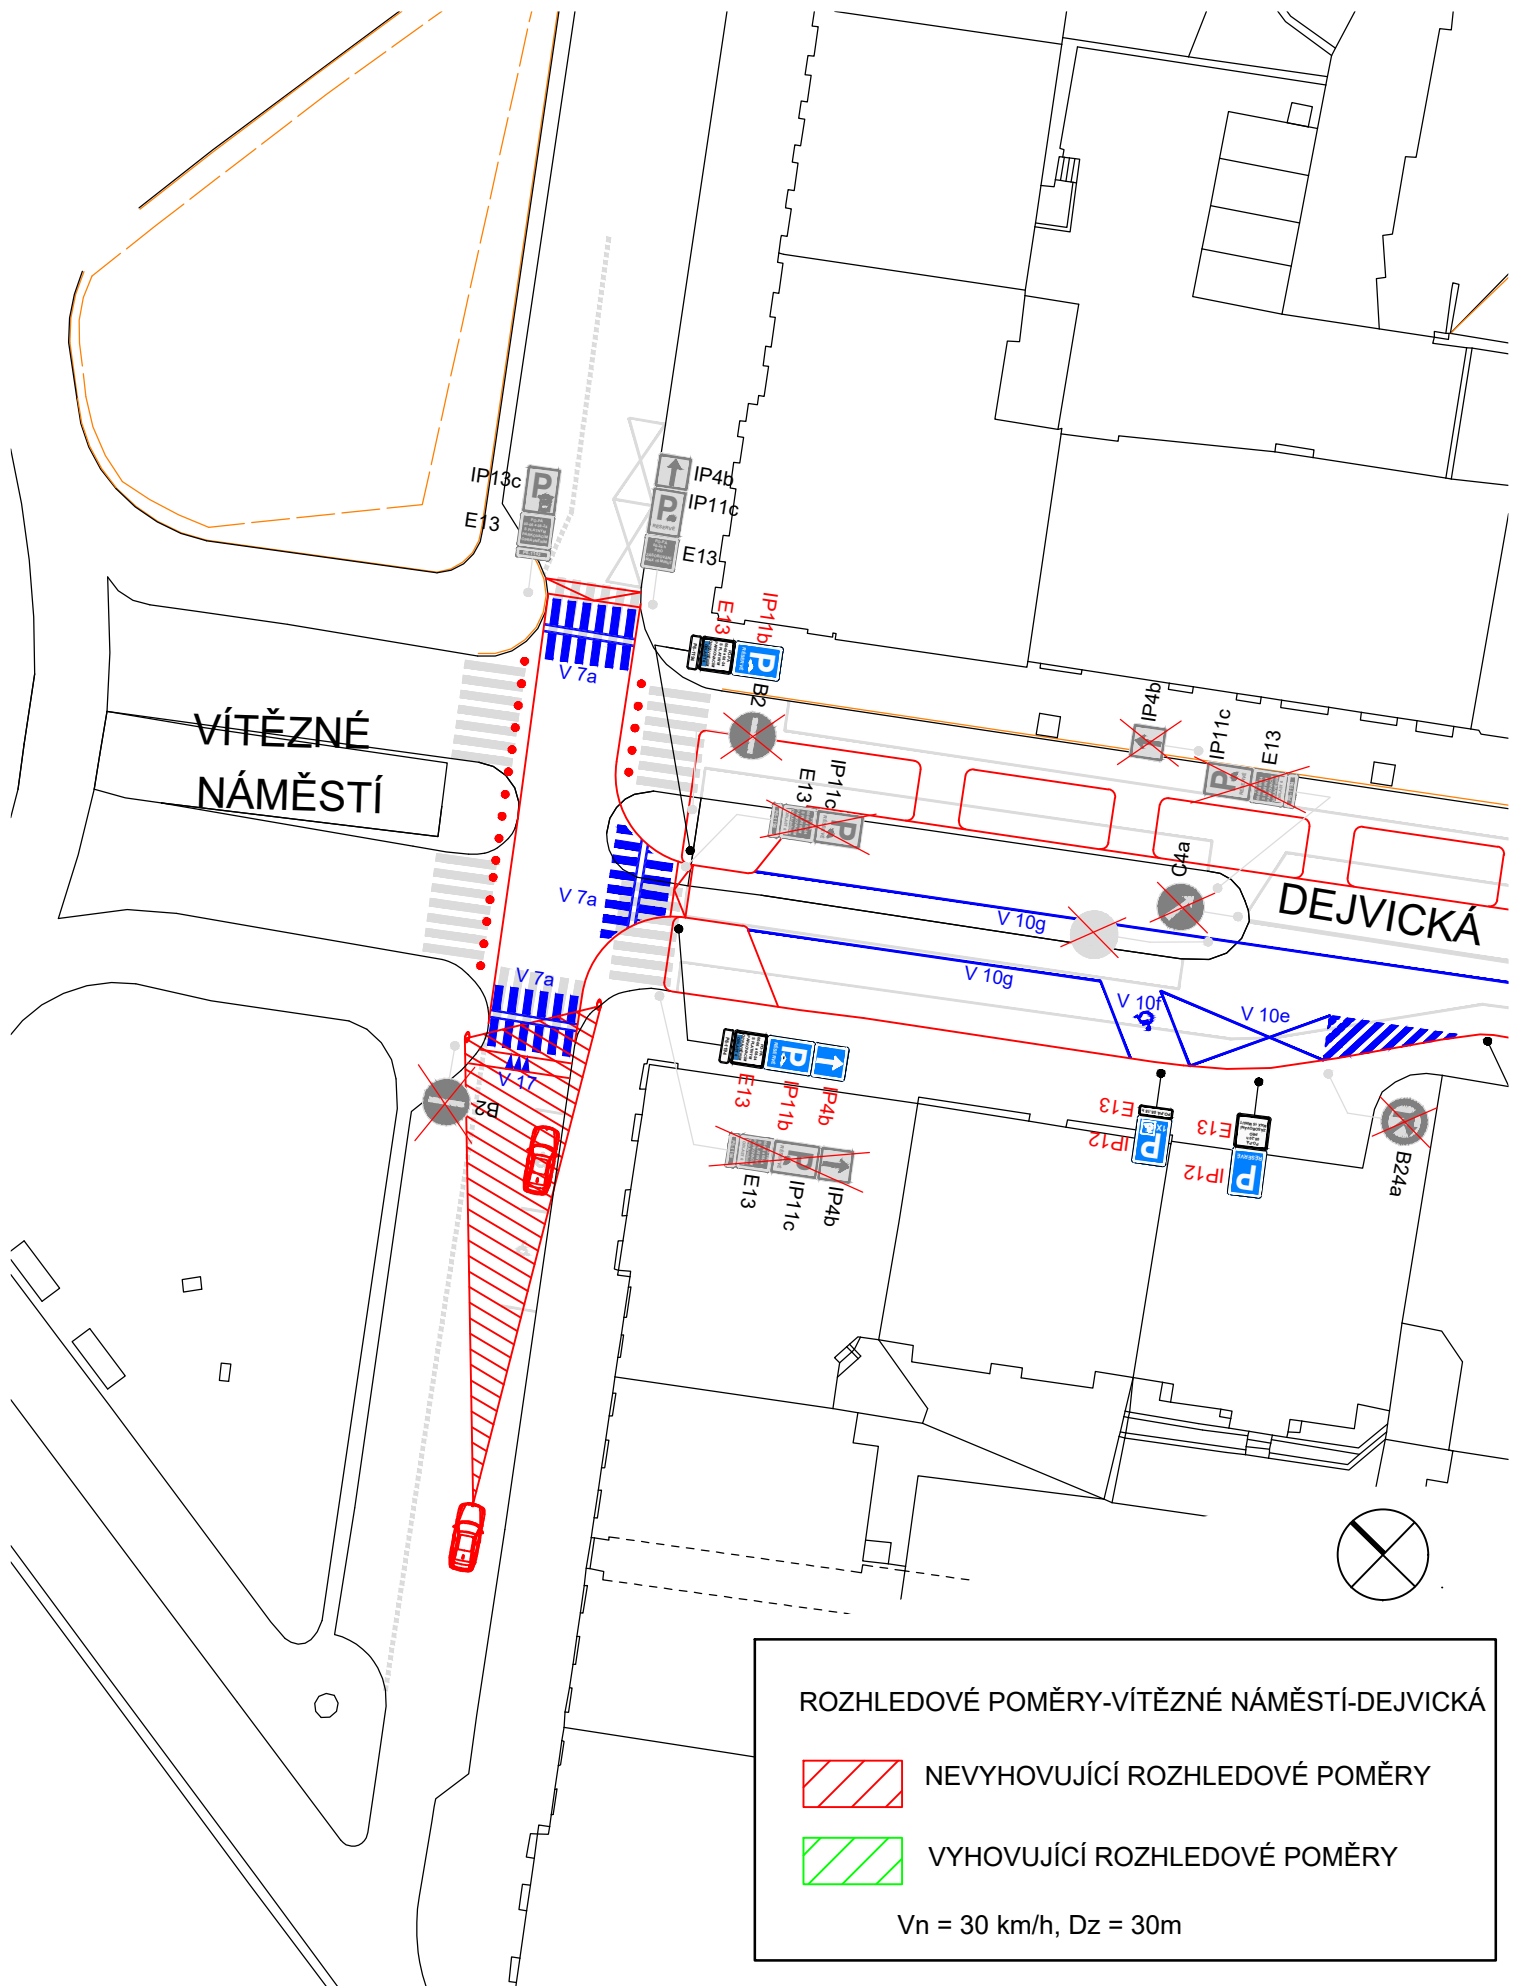 IP13c
E13
IP4b
IP11c
E13
E13
IP11b
B2
V 7a
VÍTĚZNÉ
NÁMĚSTÍ
IP4b
IP11c
E13
E13
IP11c
C4a
DEJVICKÁ
V 7a
V 10g
V 10g
V 7a
V 10f
V 10e
V 17
B2
E13
IP11b
IP4b
E13
IP12
E13
IP12
B24a
E13
IP11c
IP4b
ROZHLEDOVÉ POMĚRY-VÍTĚZNÉ NÁMĚSTÍ-DEJVICKÁ
NEVYHOVUJÍCÍ ROZHLEDOVÉ POMĚRY
VYHOVUJÍCÍ ROZHLEDOVÉ POMĚRY
Vn = 30 km/h, Dz = 30m